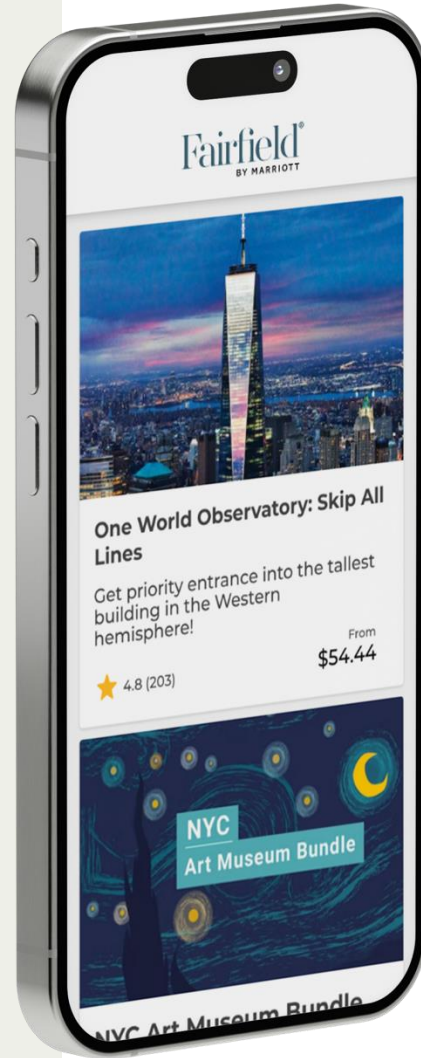 Fairfield®
BY MARRIOTT
One World Observatory: Skip All
Lines
Get priority entrance into the tallest
building in the Western
hemisphere!
From
$54.44
4.8 (203)
NYC
Art Museum Bundle
NYC Art Museum Bundle